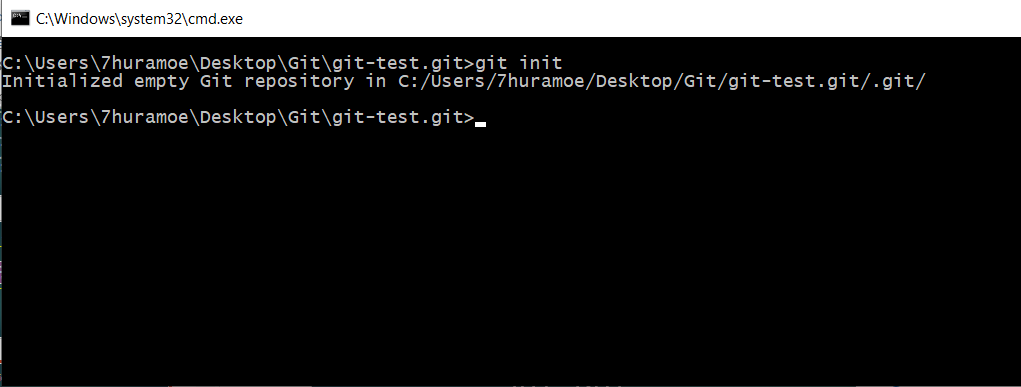 C:\Windows\system32\cmd.exe
C:\Users\7huramoe\Desktop\Git\git-test.git>git init
Initialized empty Git repository in C:/Users/7huramoe/Desktop/Git/git-test.git/.git/
C:\Users\7huramoe\Desktop\Git\git-test.git>